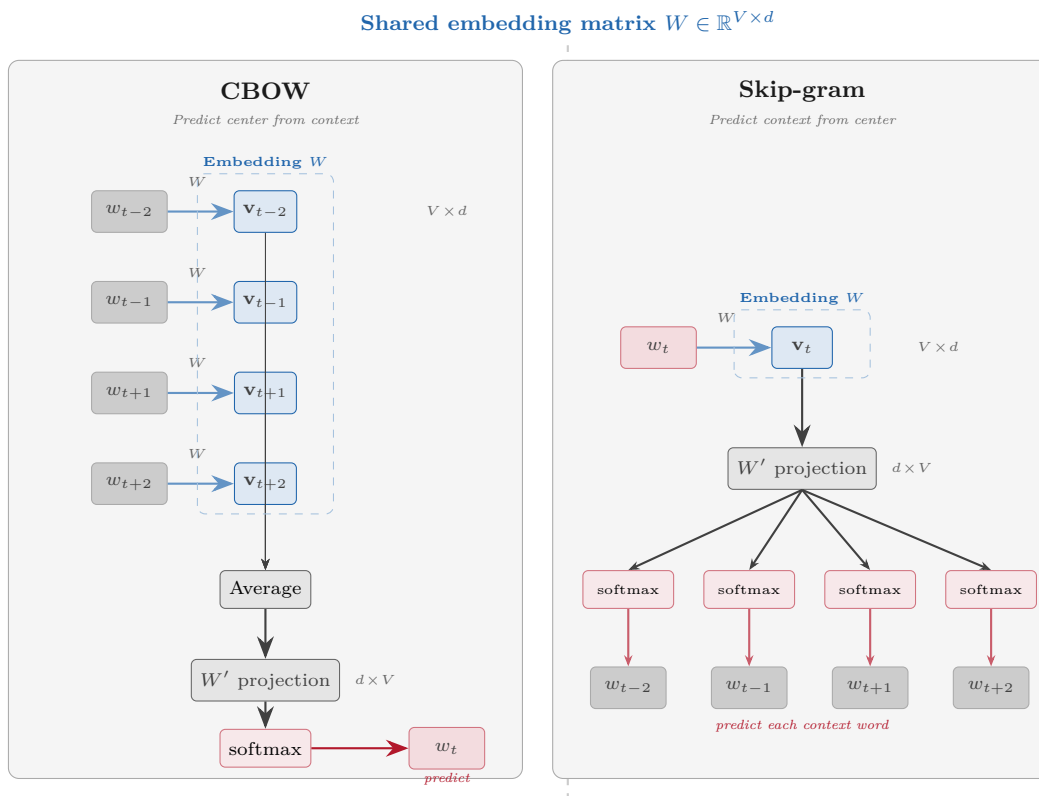 Shared embedding matrix W ∈ ℝ^{V×d}
CBOW
Predict center from context
Embedding W
W
w_{t−2}
v_{t−2}
V × d
W
w_{t−1}
v_{t−1}
W
w_{t+1}
v_{t+1}
W
w_{t+2}
v_{t+2}
Average
W′ projection
d × V
softmax
w_t
predict
Skip-gram
Predict context from center
Embedding W
W
w_t
v_t
V × d
W′ projection
d × V
softmax softmax softmax softmax
w_{t−2} w_{t−1} w_{t+1} w_{t+2}
predict each context word